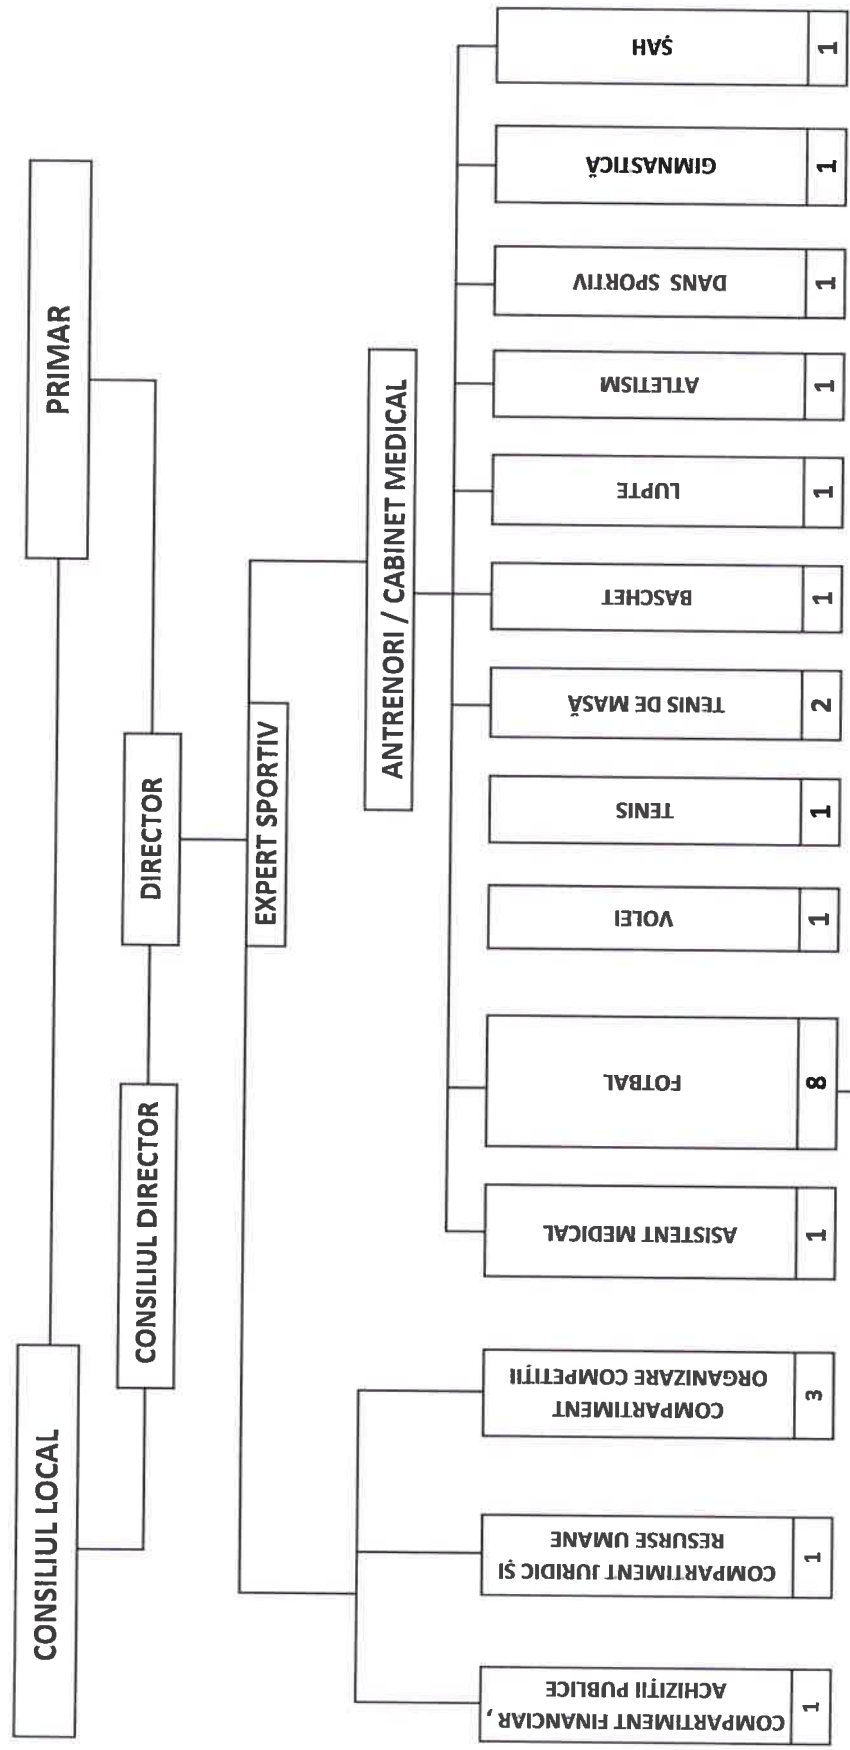 CONSILIUL LOCAL
PRIMAR
CONSILIUL DIRECTOR
DIRECTOR
EXPERT SPORTIV
ANTRENORI / CABINET MEDICAL
COMPARTIMENT FINANCIAR ,
ACHIZIȚII PUBLICE
1
COMPARTIMENT JURIDIC ȘI
RESURSE UMANE
1
COMPARTIMENT
ORGANIZARE COMPETIȚII
3
ASISTENT MEDICAL
1
FOTBAL
8
VOLEI
1
TENIS
1
TENIS DE MASĂ
2
BASCHET
1
LUPTE
1
ATLETISM
1
DANS SPORTIV
1
GIMNASTICĂ
1
ȘAH
1